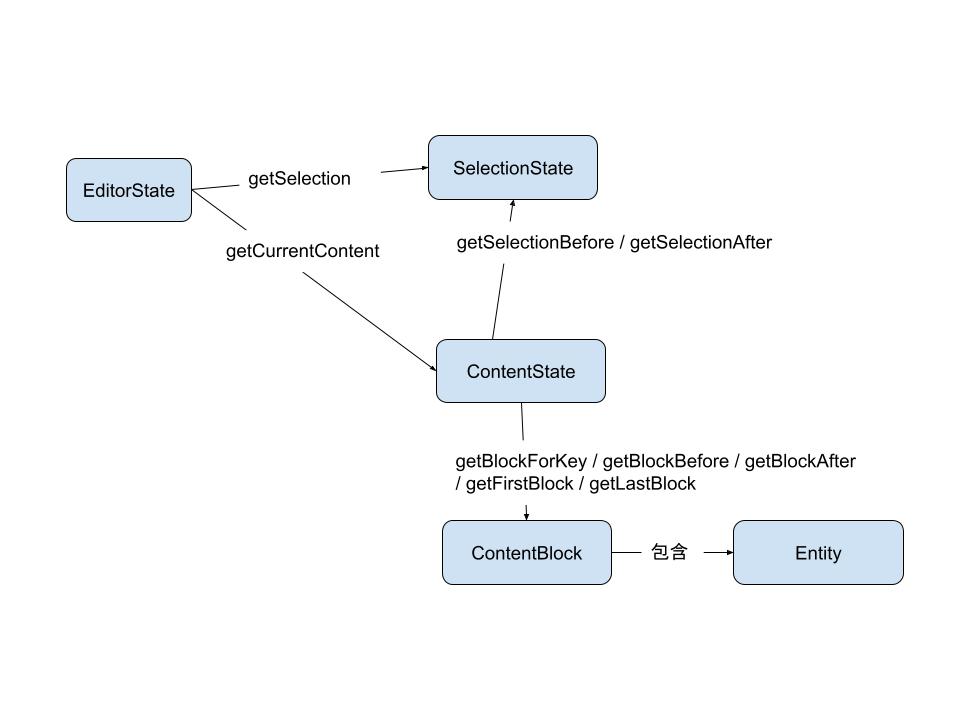 EditorState
getSelection
SelectionState
getCurrentContent
getSelectionBefore / getSelectionAfter
ContentState
getBlockForKey / getBlockBefore / getBlockAfter
/ getFirstBlock / getLastBlock
ContentBlock
包含
Entity